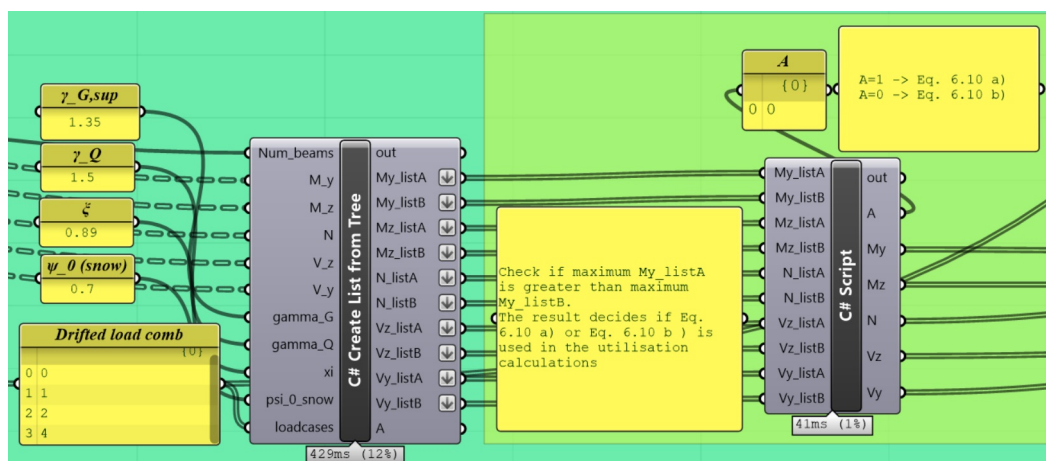 γ_G,sup
1.35
γ_Q
1.5
ξ
0.89
ψ_0 (snow)
0.7
Drifted load comb
{0}
0 0
1 1
2 2
3 4
Num_beams
M_y
M_z
N
V_z
V_y
gamma_G
gamma_Q
xi
psi_0_snow
loadcases
C# Create List from Tree
out
My_listA
My_listB
Mz_listA
Mz_listB
N_listA
N_listB
Vz_listA
Vz_listB
Vy_listA
Vy_listB
A
429ms (12%)
Check if maximum My_listA
is greater than maximum
My_listB.
The result decides if Eq.
6.10 a) or Eq. 6.10 b ) is
used in the utilisation
calculations
A
{0}
0 0
A=1 -> Eq. 6.10 a)
A=0 -> Eq. 6.10 b)
My_listA
My_listB
Mz_listA
Mz_listB
N_listA
N_listB
Vz_listA
Vz_listB
Vy_listA
Vy_listB
C# Script
out
A
My
Mz
N
Vz
Vy
41ms (1%)